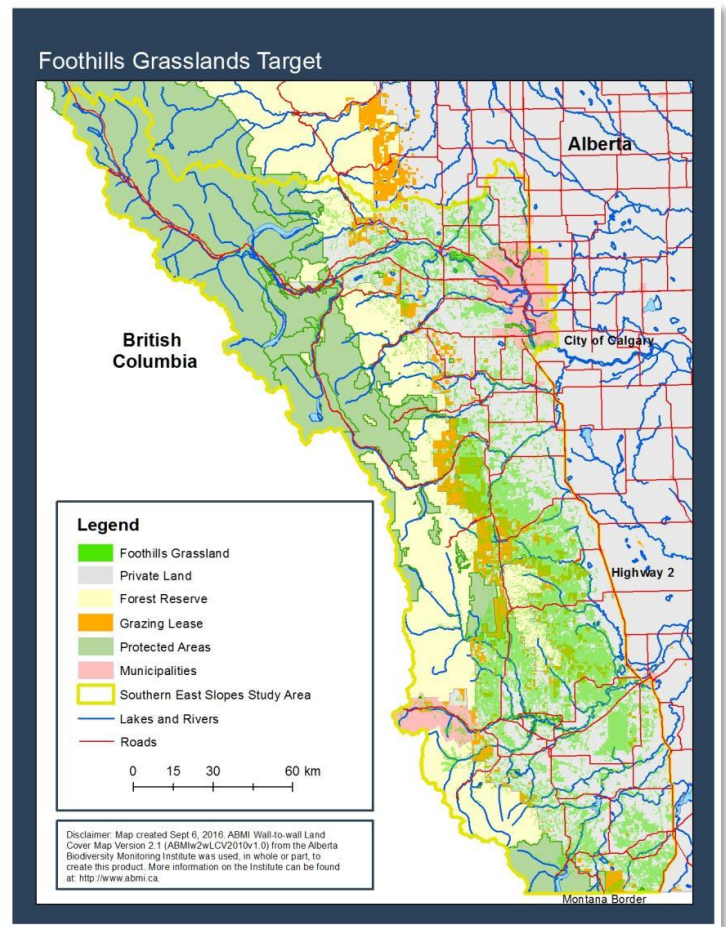 Foothills Grasslands Target
Alberta
British
Columbia
City of Calgary
Highway 2
Legend
Foothills Grassland
Private Land
Forest Reserve
Grazing Lease
Protected Areas
Municipalities
Southern East Slopes Study Area
Lakes and Rivers
Roads
0 15 30 60 km
Disclaimer: Map created Sept 6, 2016. ABMI Wall-to-wall Land
Cover Map Version 2.1 (ABMIw2wLCV2010v1.0) from the Alberta
Biodiversity Monitoring Institute was used, in whole or part, to
create this product. More information on the Institute can be found
at: http://www.abmi.ca.
Montana Border